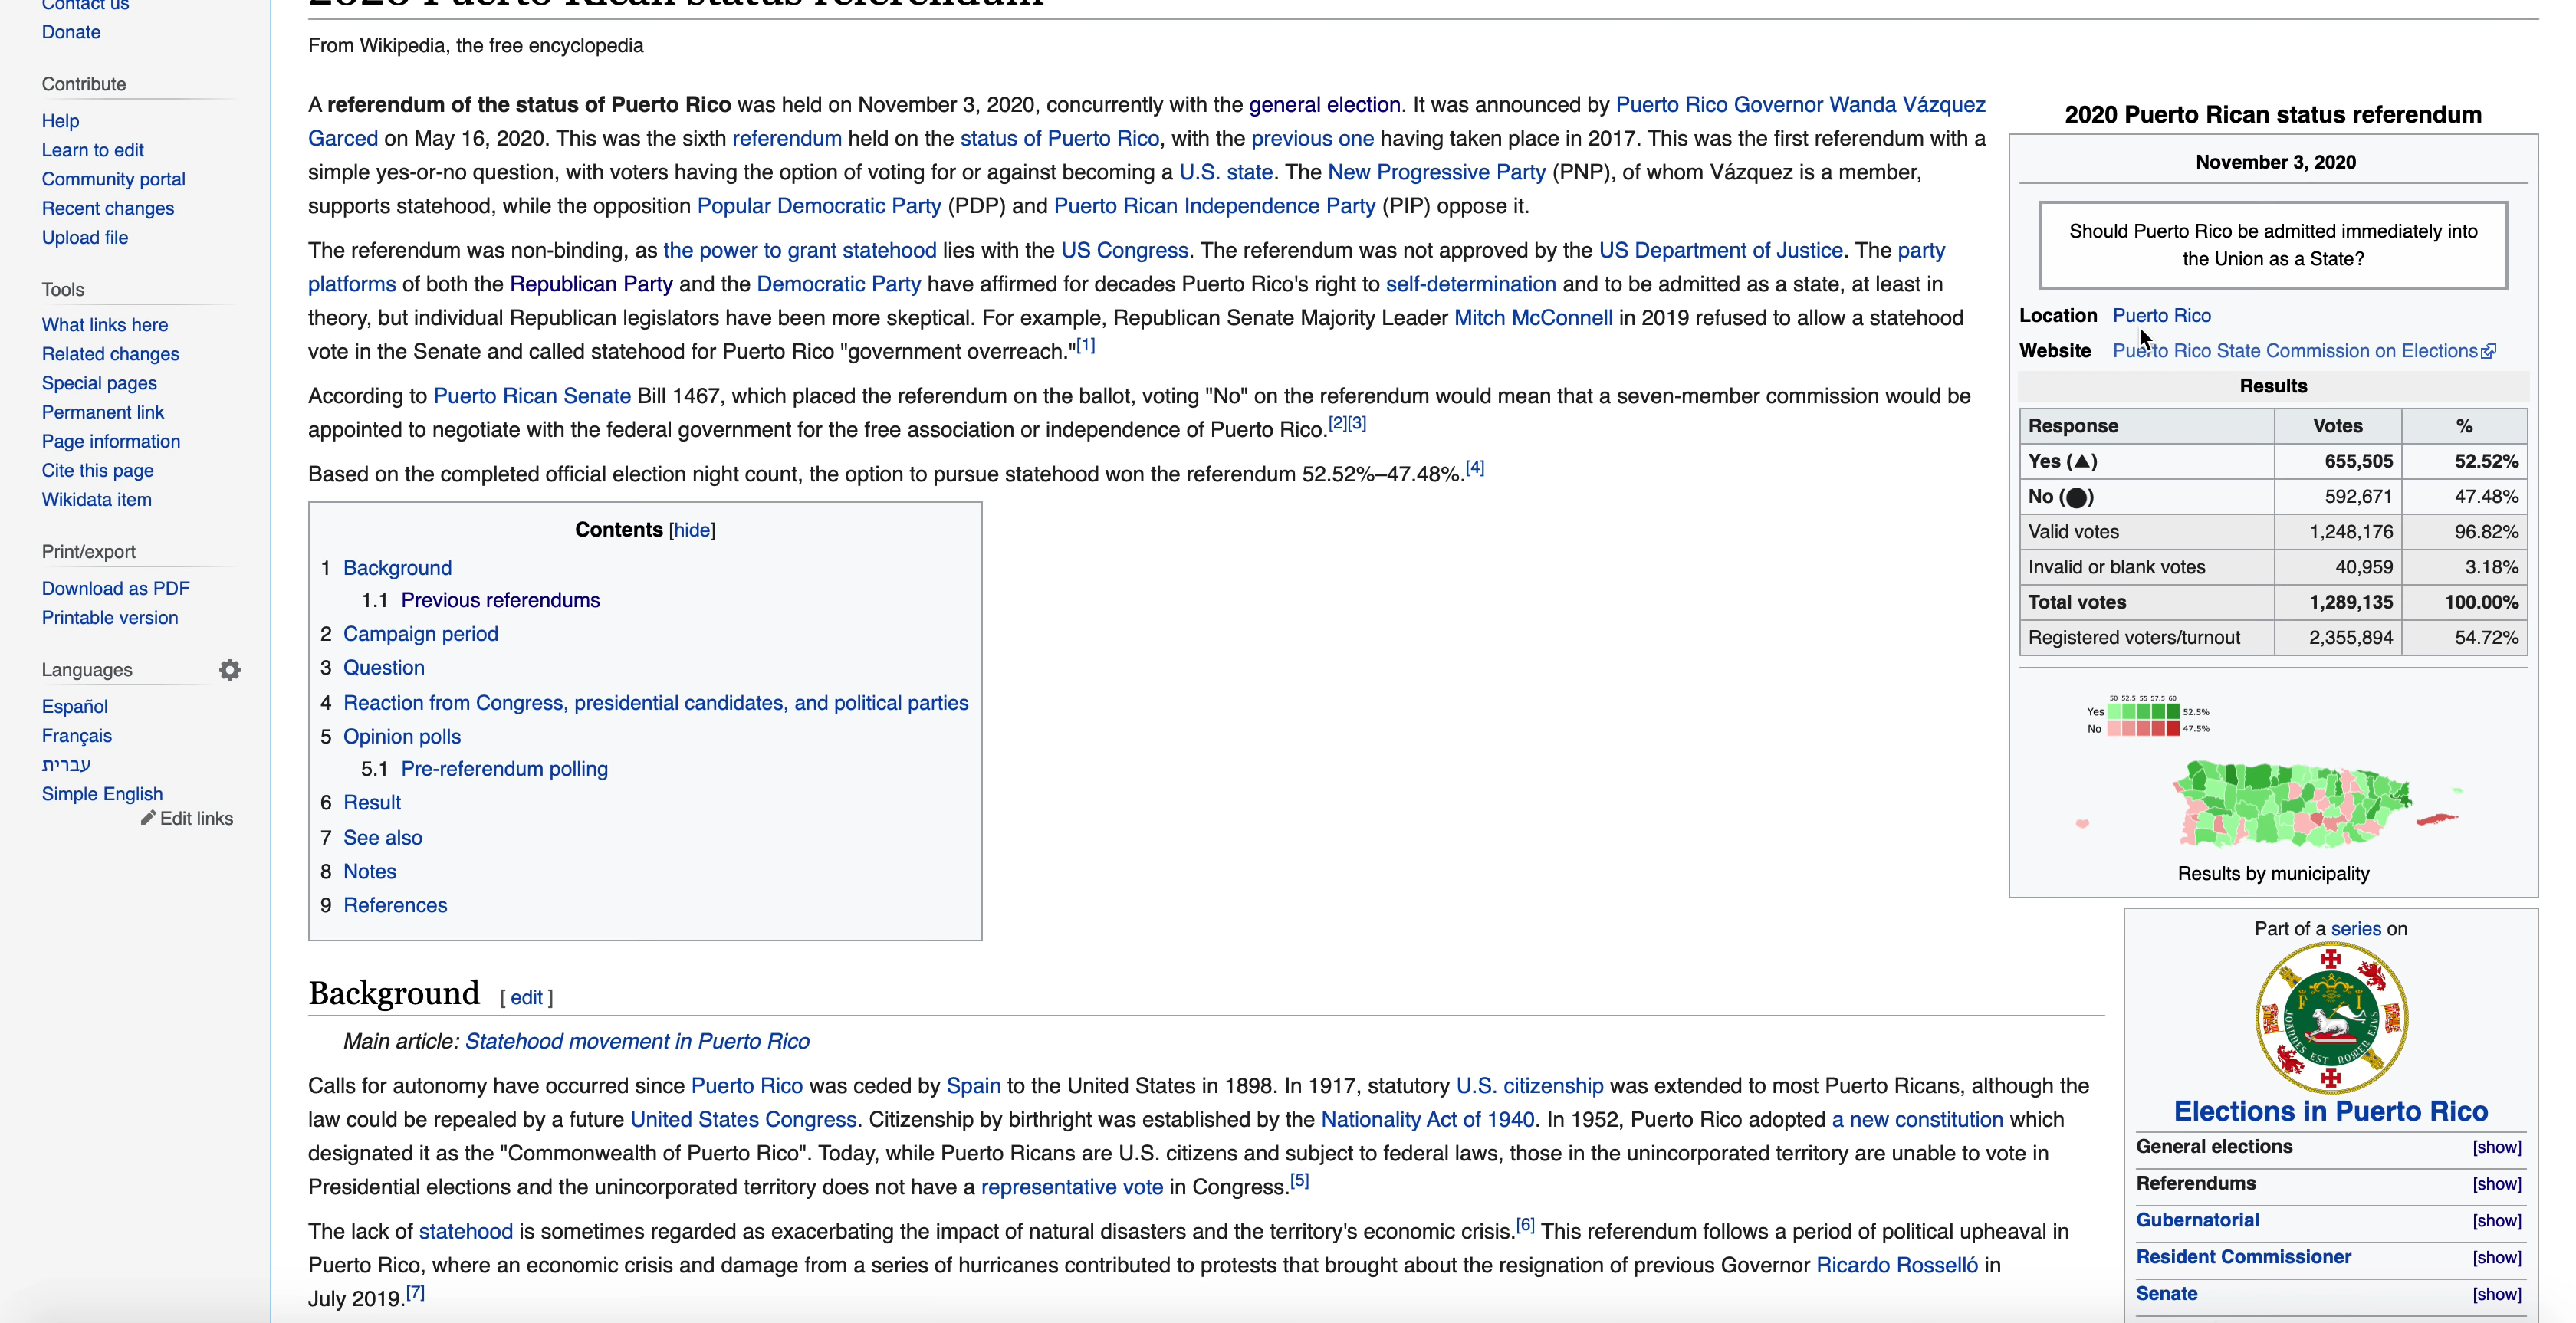 Contact us
Donate
Contribute
Help
Learn to edit
Community portal
Recent changes
Upload file
Tools
What links here
Related changes
Special pages
Permanent link
Page information
Cite this page
Wikidata item
Print/export
Download as PDF
Printable version
Languages
Español
Français
עברית
Simple English
Edit links
2020 Puerto Rican status referendum
From Wikipedia, the free encyclopedia
A referendum of the status of Puerto Rico was held on November 3, 2020, concurrently with the general election. It was announced by Puerto Rico Governor Wanda Vázquez
Garced on May 16, 2020. This was the sixth referendum held on the status of Puerto Rico, with the previous one having taken place in 2017. This was the first referendum with a
simple yes-or-no question, with voters having the option of voting for or against becoming a U.S. state. The New Progressive Party (PNP), of whom Vázquez is a member,
supports statehood, while the opposition Popular Democratic Party (PDP) and Puerto Rican Independence Party (PIP) oppose it.
The referendum was non-binding, as the power to grant statehood lies with the US Congress. The referendum was not approved by the US Department of Justice. The party
platforms of both the Republican Party and the Democratic Party have affirmed for decades Puerto Rico's right to self-determination and to be admitted as a state, at least in
theory, but individual Republican legislators have been more skeptical. For example, Republican Senate Majority Leader Mitch McConnell in 2019 refused to allow a statehood
vote in the Senate and called statehood for Puerto Rico "government overreach."[1]
According to Puerto Rican Senate Bill 1467, which placed the referendum on the ballot, voting "No" on the referendum would mean that a seven-member commission would be
appointed to negotiate with the federal government for the free association or independence of Puerto Rico.[2][3]
Based on the completed official election night count, the option to pursue statehood won the referendum 52.52%–47.48%.[4]
Contents [hide]
1 Background
1.1 Previous referendums
2 Campaign period
3 Question
4 Reaction from Congress, presidential candidates, and political parties
5 Opinion polls
5.1 Pre-referendum polling
6 Result
7 See also
8 Notes
9 References
Background [ edit ]
Main article: Statehood movement in Puerto Rico
Calls for autonomy have occurred since Puerto Rico was ceded by Spain to the United States in 1898. In 1917, statutory U.S. citizenship was extended to most Puerto Ricans, although the
law could be repealed by a future United States Congress. Citizenship by birthright was established by the Nationality Act of 1940. In 1952, Puerto Rico adopted a new constitution which
designated it as the "Commonwealth of Puerto Rico". Today, while Puerto Ricans are U.S. citizens and subject to federal laws, those in the unincorporated territory are unable to vote in
Presidential elections and the unincorporated territory does not have a representative vote in Congress.[5]
The lack of statehood is sometimes regarded as exacerbating the impact of natural disasters and the territory's economic crisis.[6] This referendum follows a period of political upheaval in
Puerto Rico, where an economic crisis and damage from a series of hurricanes contributed to protests that brought about the resignation of previous Governor Ricardo Rosselló in
July 2019.[7]
2020 Puerto Rican status referendum
November 3, 2020
Should Puerto Rico be admitted immediately into
the Union as a State?
Location Puerto Rico
Website Puerto Rico State Commission on Elections
Results
Response Votes %
Yes (▲) 655,505 52.52%
No (⬤) 592,671 47.48%
Valid votes 1,248,176 96.82%
Invalid or blank votes 40,959 3.18%
Total votes 1,289,135 100.00%
Registered voters/turnout 2,355,894 54.72%
50 52.5 55 57.5 60
Yes 52.5%
No 47.5%
Results by municipality
Part of a series on
F I
JOANNES EST NOMEN EJUS
Elections in Puerto Rico
General elections [show]
Referendums [show]
Gubernatorial [show]
Resident Commissioner [show]
Senate [show]